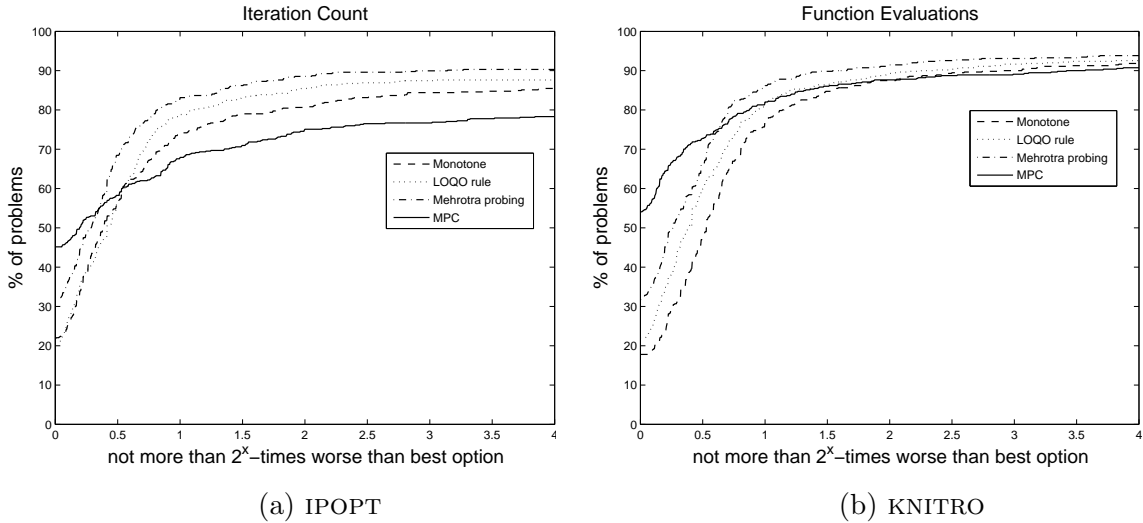 Iteration Count
100
90
80
70
60
50
40
30
20
10
0
% of problems
Monotone
LOQO rule
Mehrotra probing
MPC
0 0.5 1 1.5 2 2.5 3 3.5 4
not more than 2^x−times worse than best option
(a) IPOPT
Function Evaluations
100
90
80
70
60
50
40
30
20
10
0
% of problems
Monotone
LOQO rule
Mehrotra probing
MPC
0 0.5 1 1.5 2 2.5 3 3.5 4
not more than 2^x−times worse than best option
(b) KNITRO